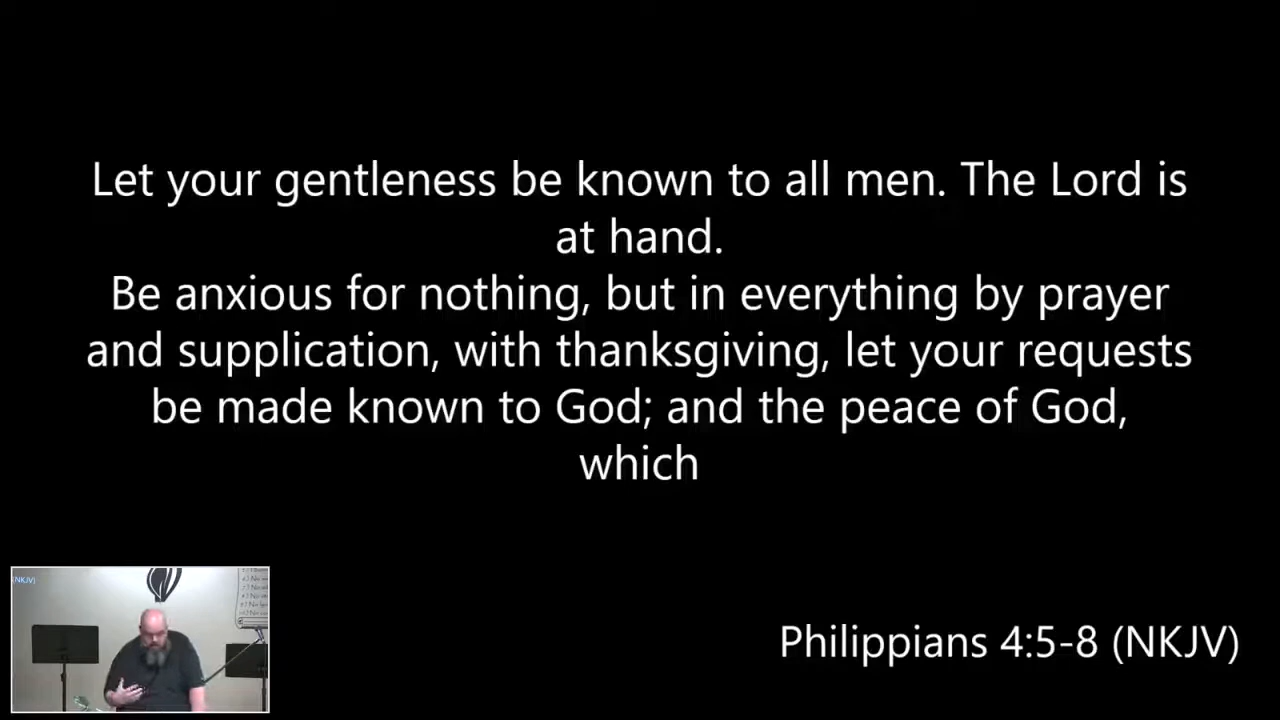 Let your gentleness be known to all men. The Lord is
at hand.
Be anxious for nothing, but in everything by prayer
and supplication, with thanksgiving, let your requests
be made known to God; and the peace of God,
which
(NKJV)
Philippians 4:5-8 (NKJV)